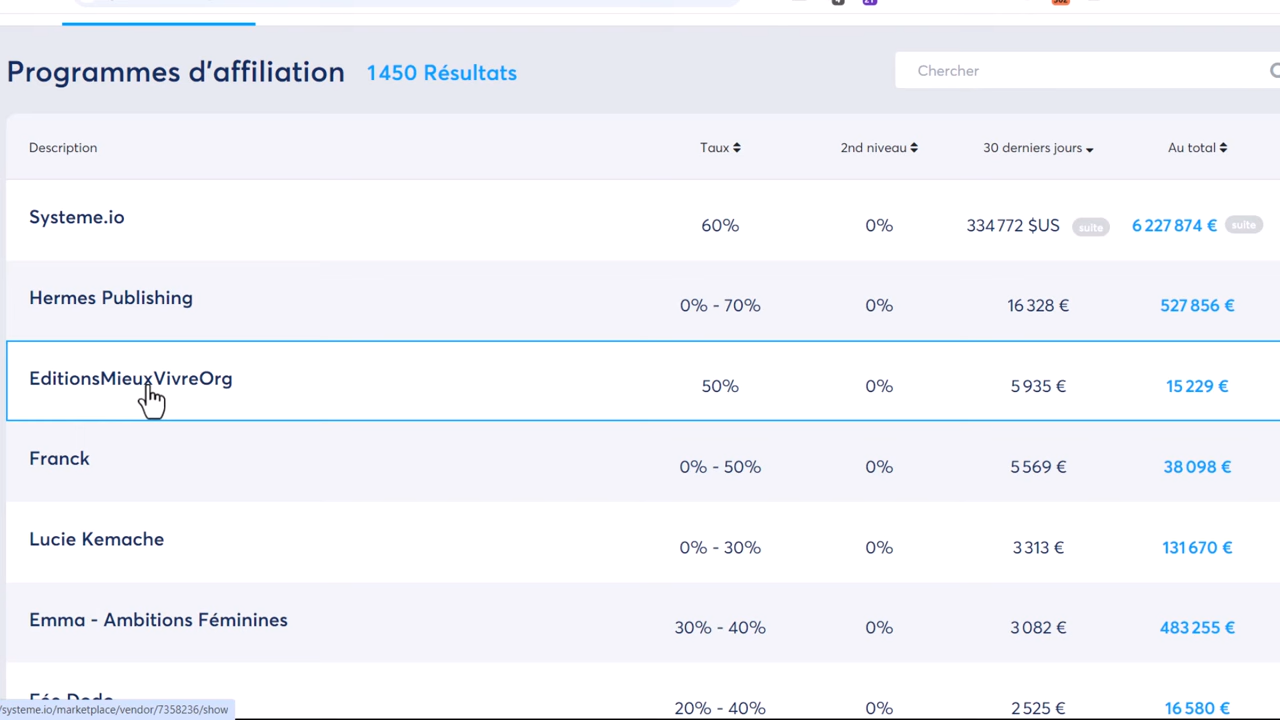 Programmes d'affiliation 1 450 Résultats Chercher
Description Taux 2nd niveau 30 derniers jours Au total
Systeme.io 60% 0% 334 772 $US suite 6 227 874 € suite
Hermes Publishing 0% - 70% 0% 16 328 € 527 856 €
EditionsMieuxVivreOrg 50% 0% 5 935 € 15 229 €
Franck 0% - 50% 0% 5 569 € 38 098 €
Lucie Kemache 0% - 30% 0% 3 313 € 131 670 €
Emma - Ambitions Féminines 30% - 40% 0% 3 082 € 483 255 €
Fée Dodo 20% - 40% 0% 2 525 € 16 580 €
/systeme.io/marketplace/vendor/7358236/show